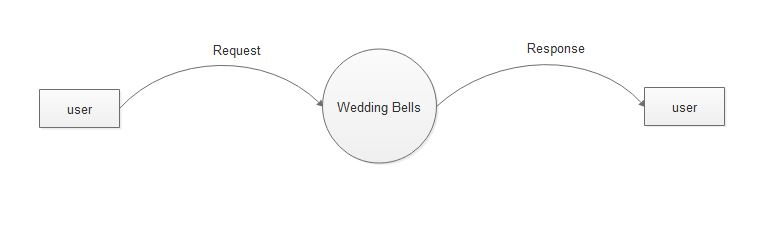 Request
Response
user
Wedding Bells
user